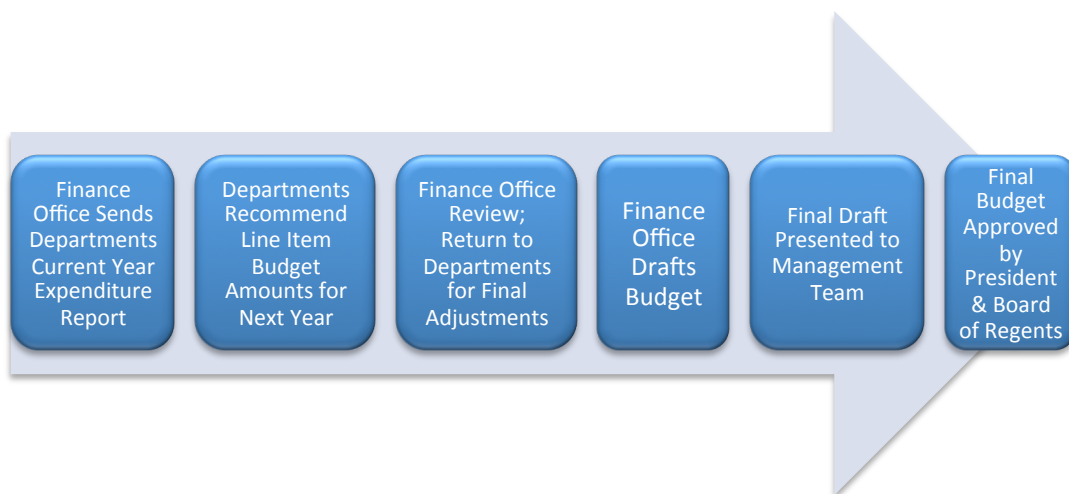 Finance
Office Sends
Departments
Current Year
Expenditure
Report
Departments
Recommend
Line Item
Budget
Amounts for
Next Year
Finance Office
Review;
Return to
Departments
for Final
Adjustments
Finance
Office
Drafts
Budget
Final Draft
Presented to
Management
Team
Final
Budget
Approved
by
President
& Board
of Regents